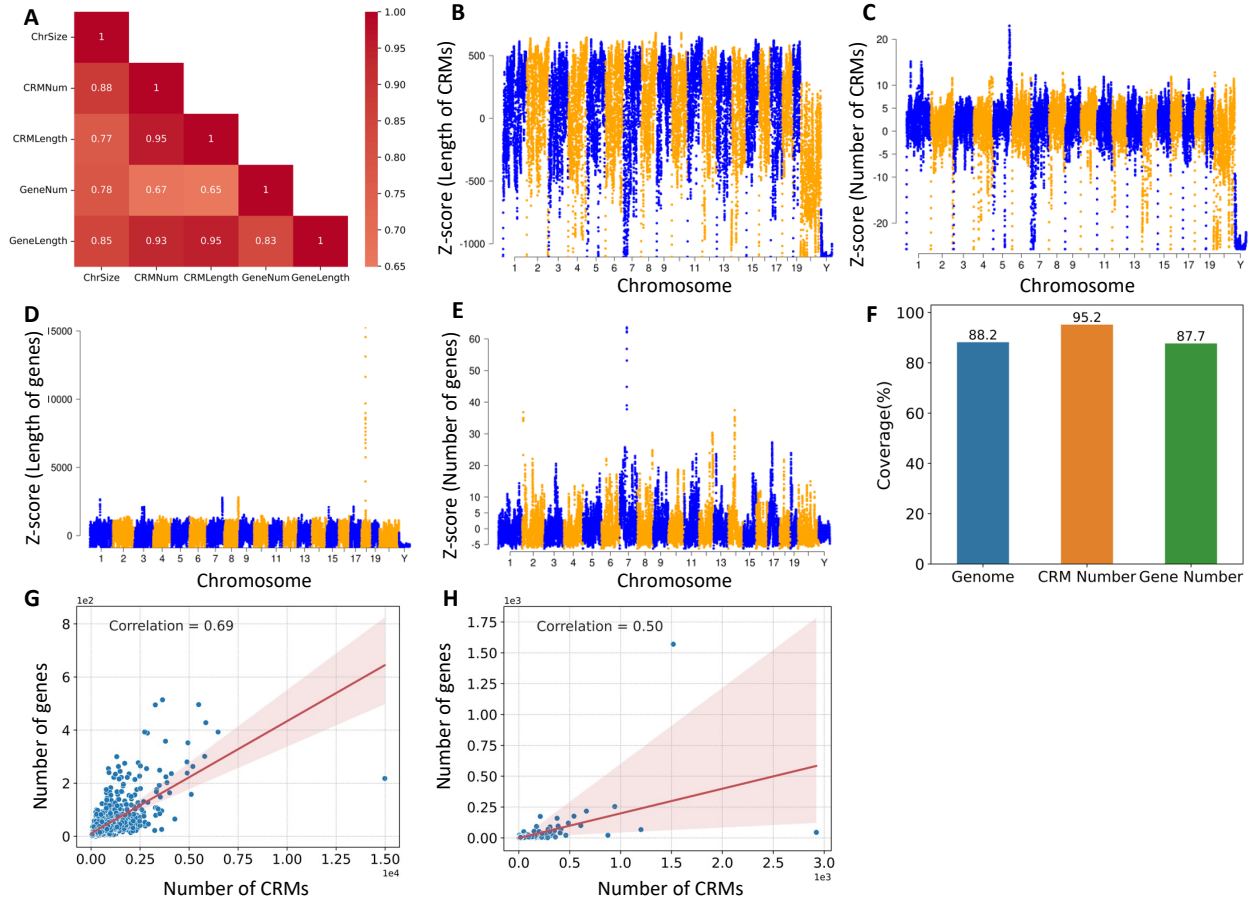 A
ChrSize
CRMNum
CRMLength
GeneNum
GeneLength
1
0.88 1
0.77 0.95 1
0.78 0.67 0.65 1
0.85 0.93 0.95 0.83 1
ChrSize CRMNum CRMLength GeneNum GeneLength
1.00
0.95
0.90
0.85
0.80
0.75
0.70
0.65
B
Z-score (Length of CRMs)
500
0
-500
-1000
1 2 3 4 5 6 7 8 9 11 13 15 17 19 Y
Chromosome
C
Z-score (Number of CRMs)
20
10
5
0
-5
-10
-20
1 2 3 4 5 6 7 8 9 11 13 15 17 19 Y
Chromosome
D
Z-score (Length of genes)
15000
10000
5000
0
1 2 3 4 5 6 7 8 9 11 13 15 17 19 Y
Chromosome
E
Z-score (Number of genes)
60
50
40
30
20
10
5
0
-5
1 2 3 4 5 6 7 8 9 11 13 15 17 19 Y
Chromosome
F
Coverage(%)
100
80
60
40
20
0
88.2
95.2
87.7
Genome CRM Number Gene Number
G
1e2
Correlation = 0.69
Number of genes
8
6
4
2
0
0.00 0.25 0.50 0.75 1.00 1.25 1.50
1e4
Number of CRMs
H
1e3
Correlation = 0.50
Number of genes
1.75
1.50
1.25
1.00
0.75
0.50
0.25
0.00
0.0 0.5 1.0 1.5 2.0 2.5 3.0
1e3
Number of CRMs